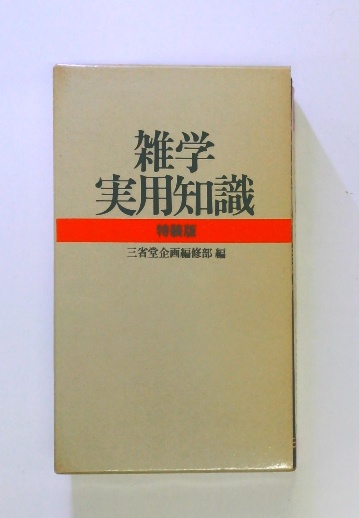 雑学
実用知識
特装版
三省堂企画編修部 編